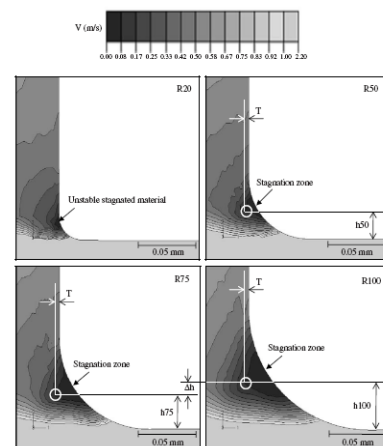 V (m/s)
0.00 0.08 0.17 0.25 0.33 0.42 0.50 0.58 0.67 0.75 0.83 0.92 1.00 2.20
R20
Unstable stagnated material
0.05 mm
R50
T
Stagnation zone
h50
0.05 mm
R75
T
Stagnation zone
Δh
h75
0.05 mm
R100
T
Stagnation zone
h100
0.05 mm